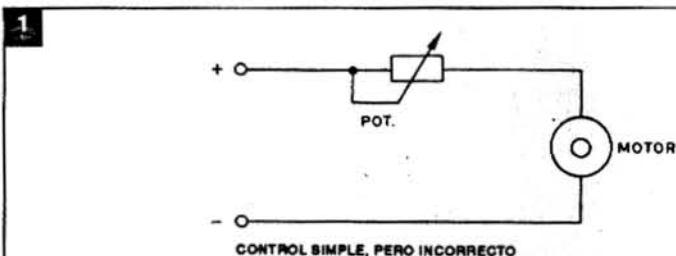 1
+
POT.
MOTOR
-
CONTROL SIMPLE, PERO INCORRECTO